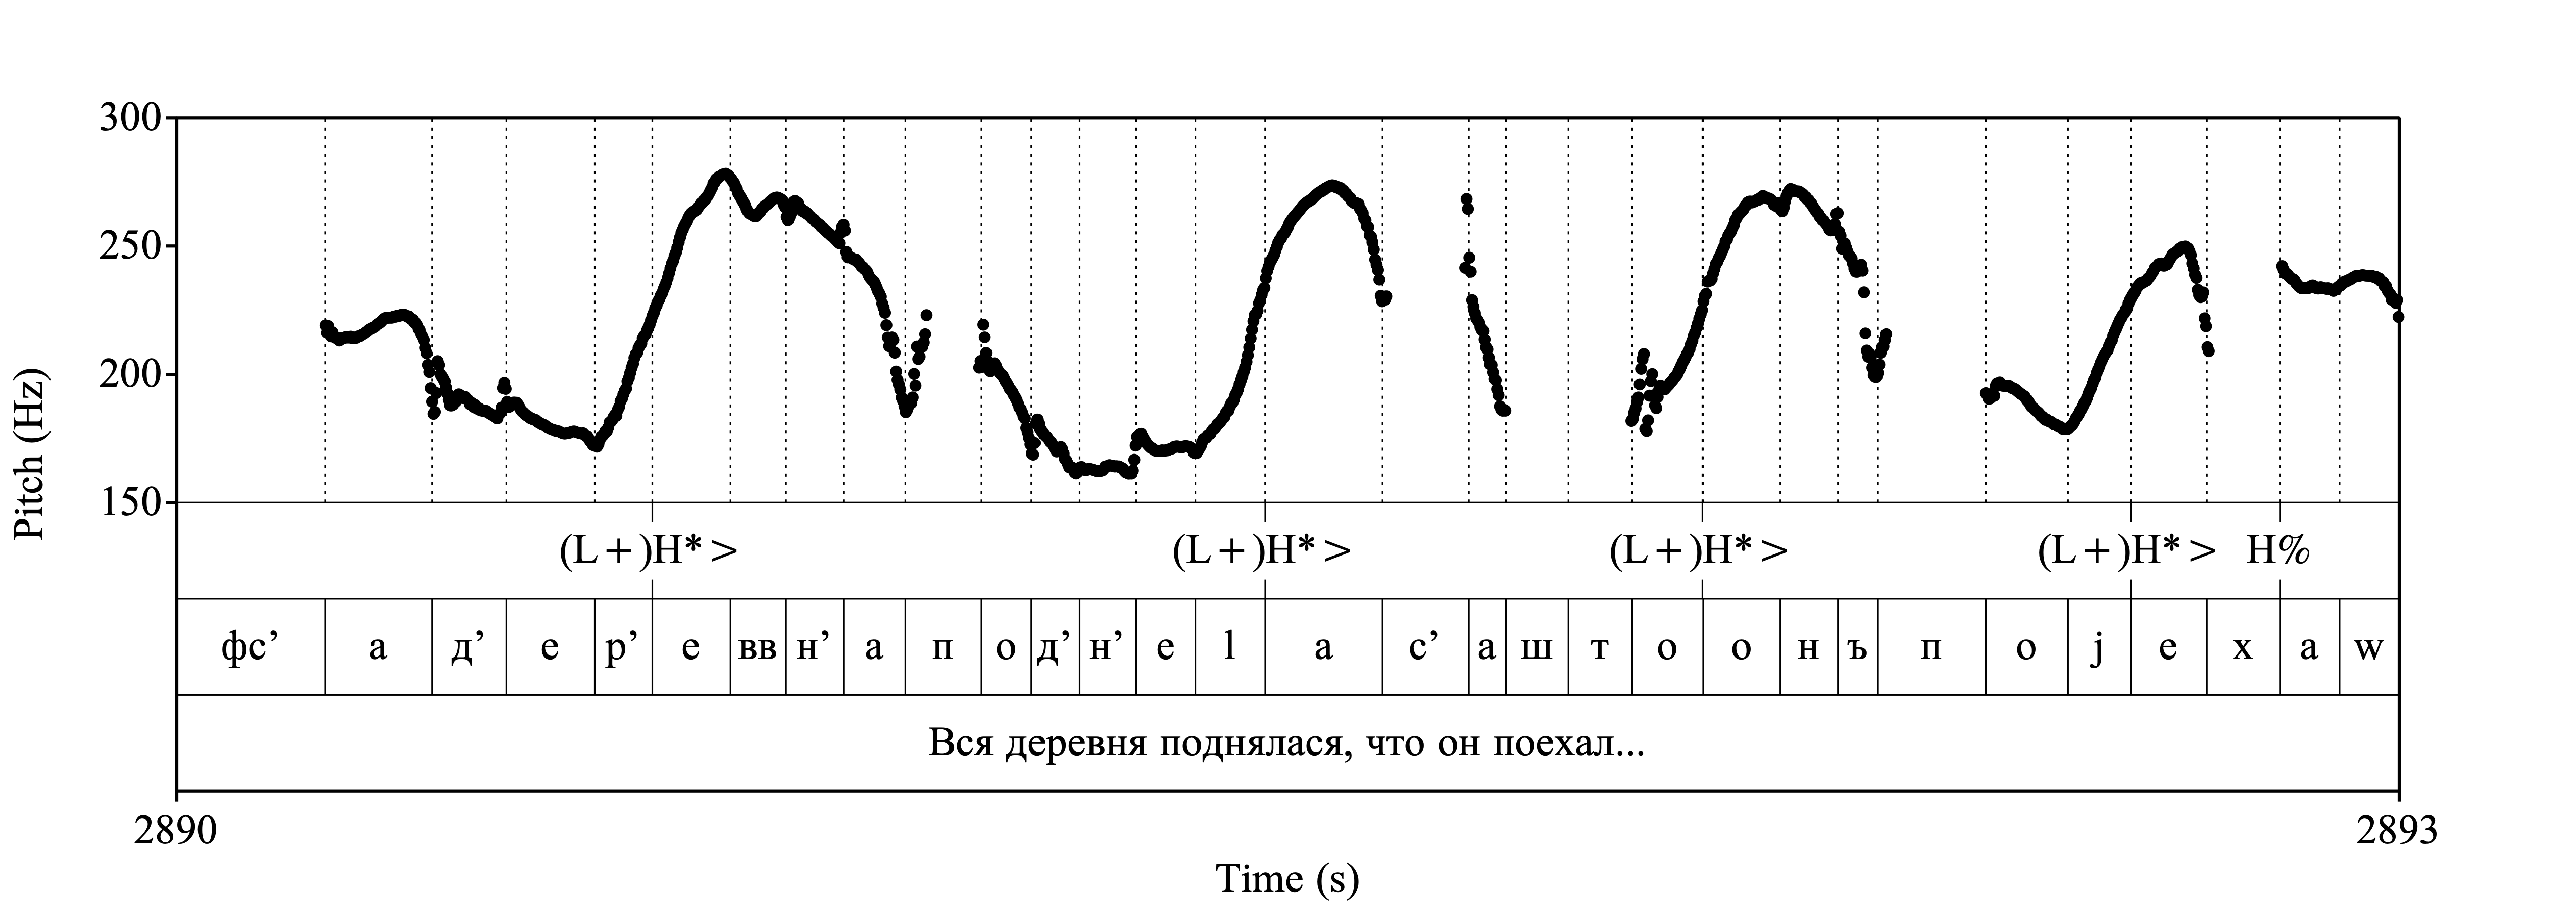 300
250
200
150
Pitch (Hz)
(L+)H*> (L+)H*> (L+)H*> (L+)H*> H%
фс’ а д’ е р’ е вв н’ а п о д’ н’ е l а с’ а ш т о о н ъ п о j е х а w
Вся деревня поднялася, что он поехал...
2890 2893
Time (s)